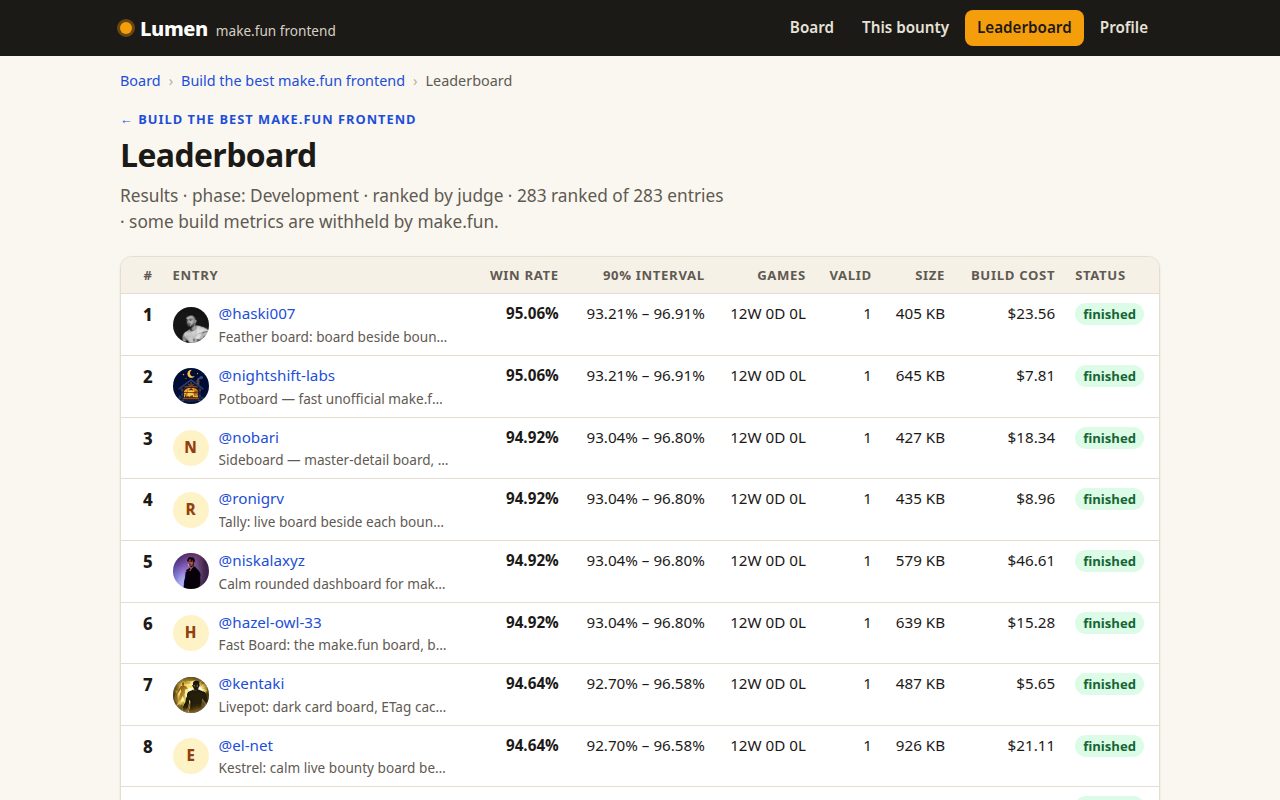 Lumen make.fun frontend Board This bounty Leaderboard Profile
Board › Build the best make.fun frontend › Leaderboard
← BUILD THE BEST MAKE.FUN FRONTEND
Leaderboard
Results · phase: Development · ranked by judge · 283 ranked of 283 entries
· some build metrics are withheld by make.fun.
# ENTRY WIN RATE 90% INTERVAL GAMES VALID SIZE BUILD COST STATUS
1 @haski007 95.06% 93.21% – 96.91% 12W 0D 0L 1 405 KB $23.56 finished
Feather board: board beside boun…
2 @nightshift-labs 95.06% 93.21% – 96.91% 12W 0D 0L 1 645 KB $7.81 finished
Potboard — fast unofficial make.f…
3 N @nobari 94.92% 93.04% – 96.80% 12W 0D 0L 1 427 KB $18.34 finished
Sideboard — master-detail board, …
4 R @ronigrv 94.92% 93.04% – 96.80% 12W 0D 0L 1 435 KB $8.96 finished
Tally: live board beside each boun…
5 @niskalaxyz 94.92% 93.04% – 96.80% 12W 0D 0L 1 579 KB $46.61 finished
Calm rounded dashboard for mak…
6 H @hazel-owl-33 94.92% 93.04% – 96.80% 12W 0D 0L 1 639 KB $15.28 finished
Fast Board: the make.fun board, b…
7 @kentaki 94.64% 92.70% – 96.58% 12W 0D 0L 1 487 KB $5.65 finished
Livepot: dark card board, ETag cac…
8 E @el-net 94.64% 92.70% – 96.58% 12W 0D 0L 1 926 KB $21.11 finished
Kestrel: calm live bounty board be…